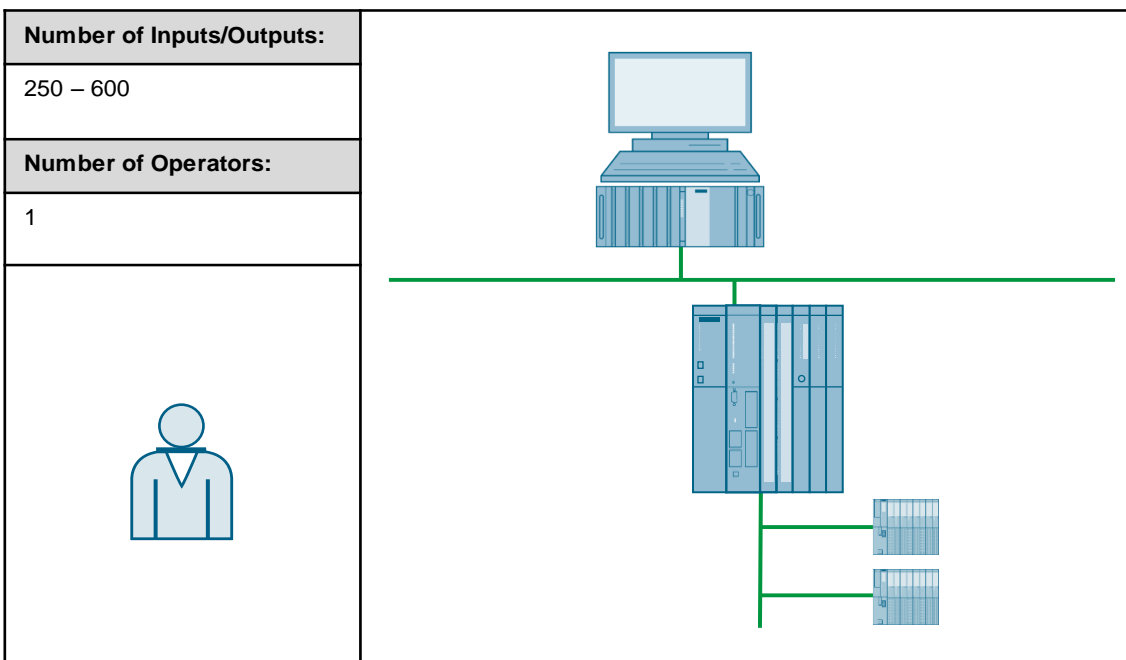 Number of Inputs/Outputs:
250 – 600
Number of Operators:
1